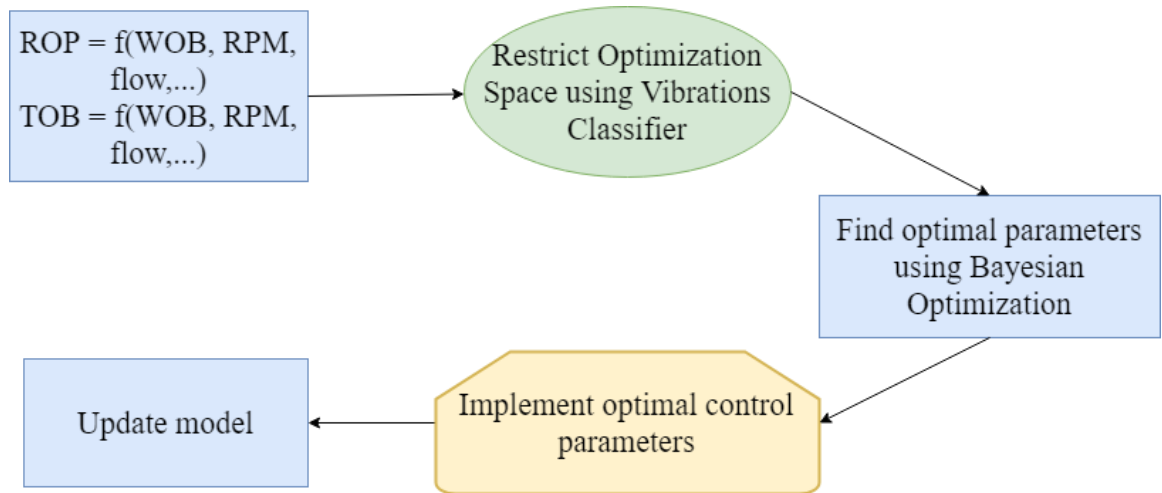 ROP = f(WOB, RPM,
flow,...)
TOB = f(WOB, RPM,
flow,...)
Restrict Optimization
Space using Vibrations
Classifier
Find optimal parameters
using Bayesian
Optimization
Implement optimal control
parameters
Update model